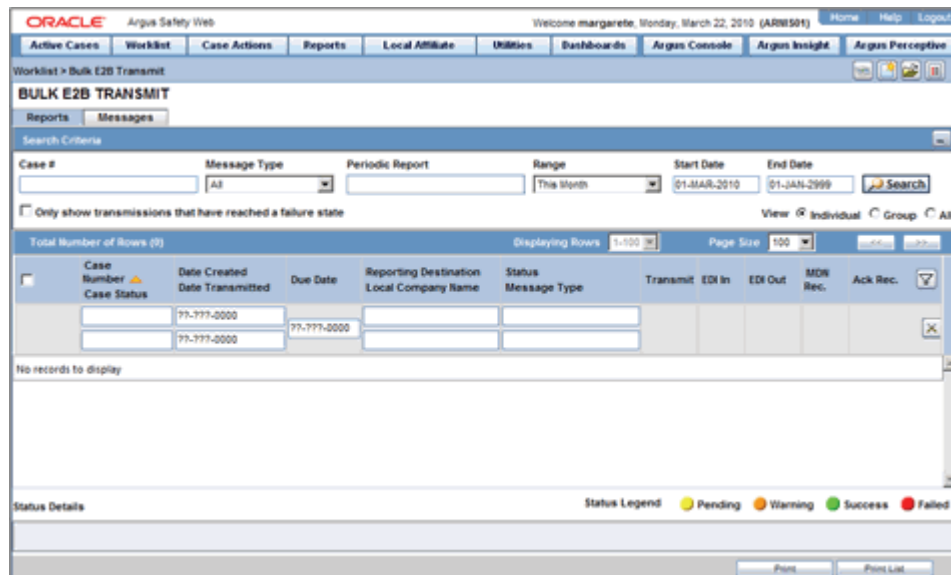 ORACLE Argus Safety Web Welcome margarete, Monday, March 22, 2010 (ARMS01) Home Help Logout
Active Cases Worklist Case Actions Reports Local Affiliate Utilities Dashboards Argus Console Argus Insight Argus Perceptive
Worklist > Bulk E2B Transmit
BULK E2B TRANSMIT
Reports Messages
Search Criteria
Case # Message Type Periodic Report Range Start Date End Date
All This Month 01-MAR-2010 01-JAN-2999 Search
Only show transmissions that have reached a failure state View Individual Group All
Total Number of Rows (0) Displaying Rows 1-100 Page Size 100 << >>
Case Number Case Status Date Created Date Transmitted Due Date Reporting Destination Local Company Name Status Message Type Transmit EDI In EDI Out MDN Rec. Ack Rec.
??-???-0000
??-???-0000
??-???-0000
No records to display
Status Details Status Legend Pending Warning Success Failed
Print Print List